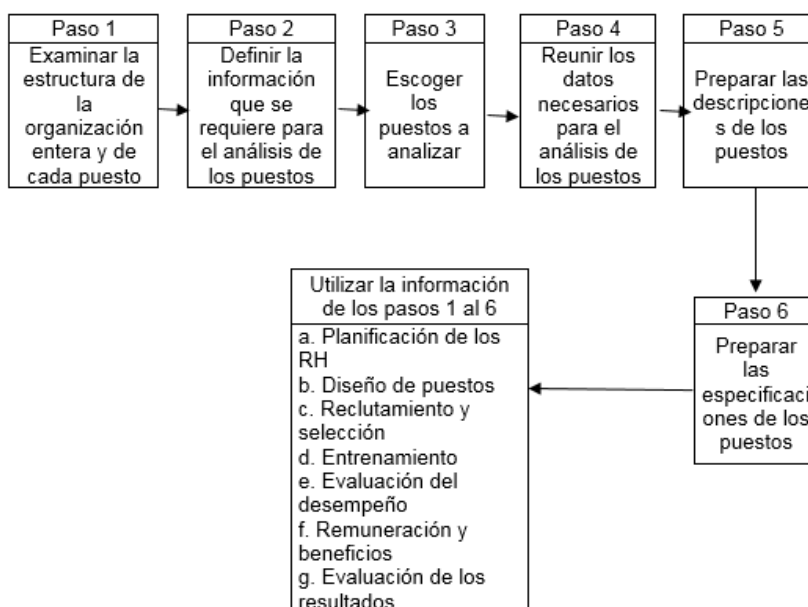 Paso 1
Examinar la
estructura de
la
organización
entera y de
cada puesto
Paso 2
Definir la
información
que se
requiere para
el análisis de
los puestos
Paso 3
Escoger
los
puestos a
analizar
Paso 4
Reunir los
datos
necesarios
para el
análisis de
los puestos
Paso 5
Preparar las
descripcione
s de los
puestos
Paso 6
Preparar
las
especificaci
ones de los
puestos
Utilizar la información
de los pasos 1 al 6
a. Planificación de los
RH
b. Diseño de puestos
c. Reclutamiento y
selección
d. Entrenamiento
e. Evaluación del
desempeño
f. Remuneración y
beneficios
g. Evaluación de los
resultados